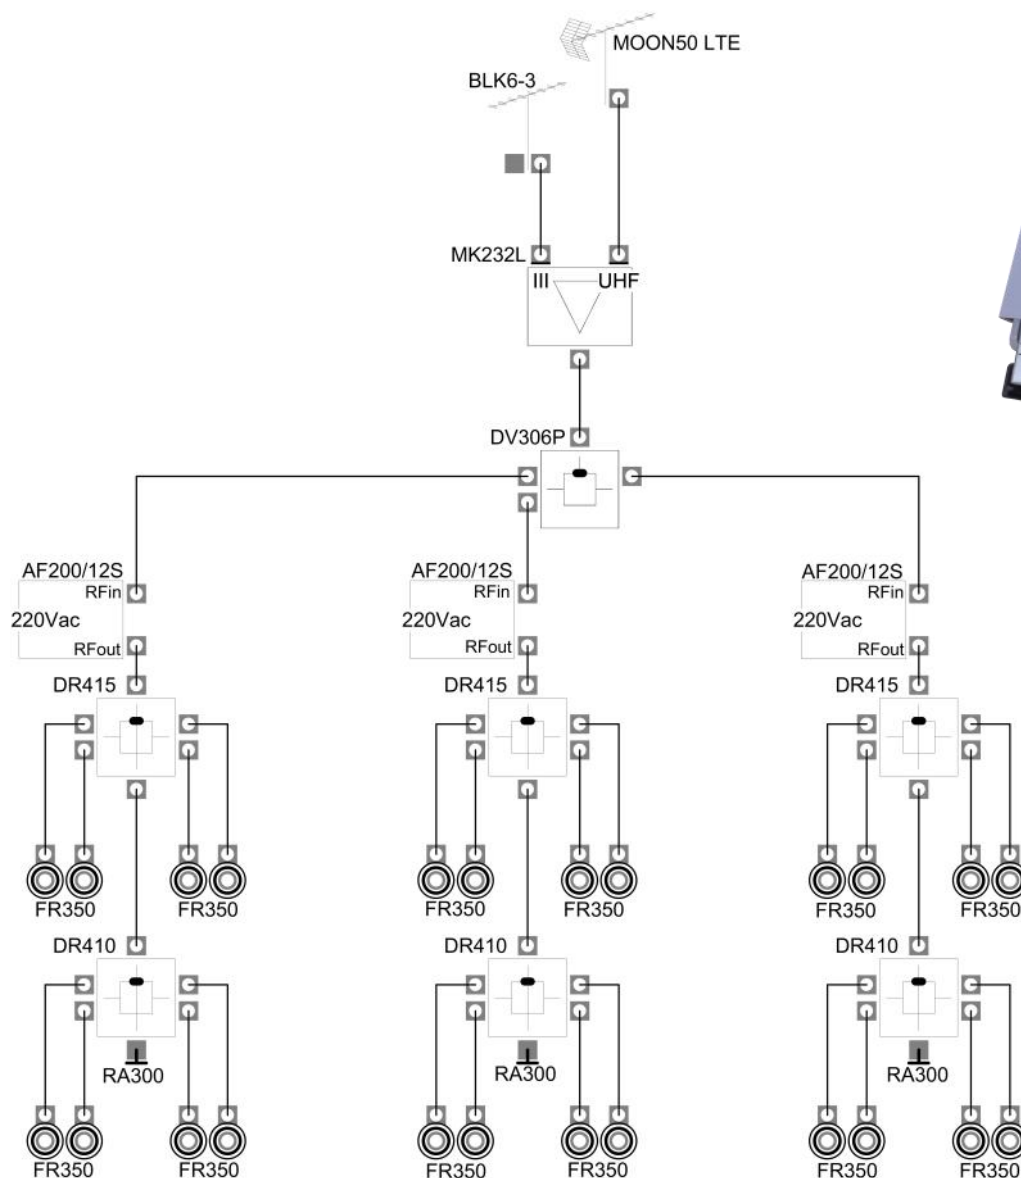 MOON50 LTE
BLK6-3
MK232L
III UHF
DV306P
AF200/12S AF200/12S AF200/12S
RFin RFin RFin
220Vac 220Vac 220Vac
RFout RFout RFout
DR415 DR415 DR415
FR350 FR350 FR350 FR350 FR350 FR350
DR410 DR410 DR410
RA300 RA300 RA300
FR350 FR350 FR350 FR350 FR350 FR350